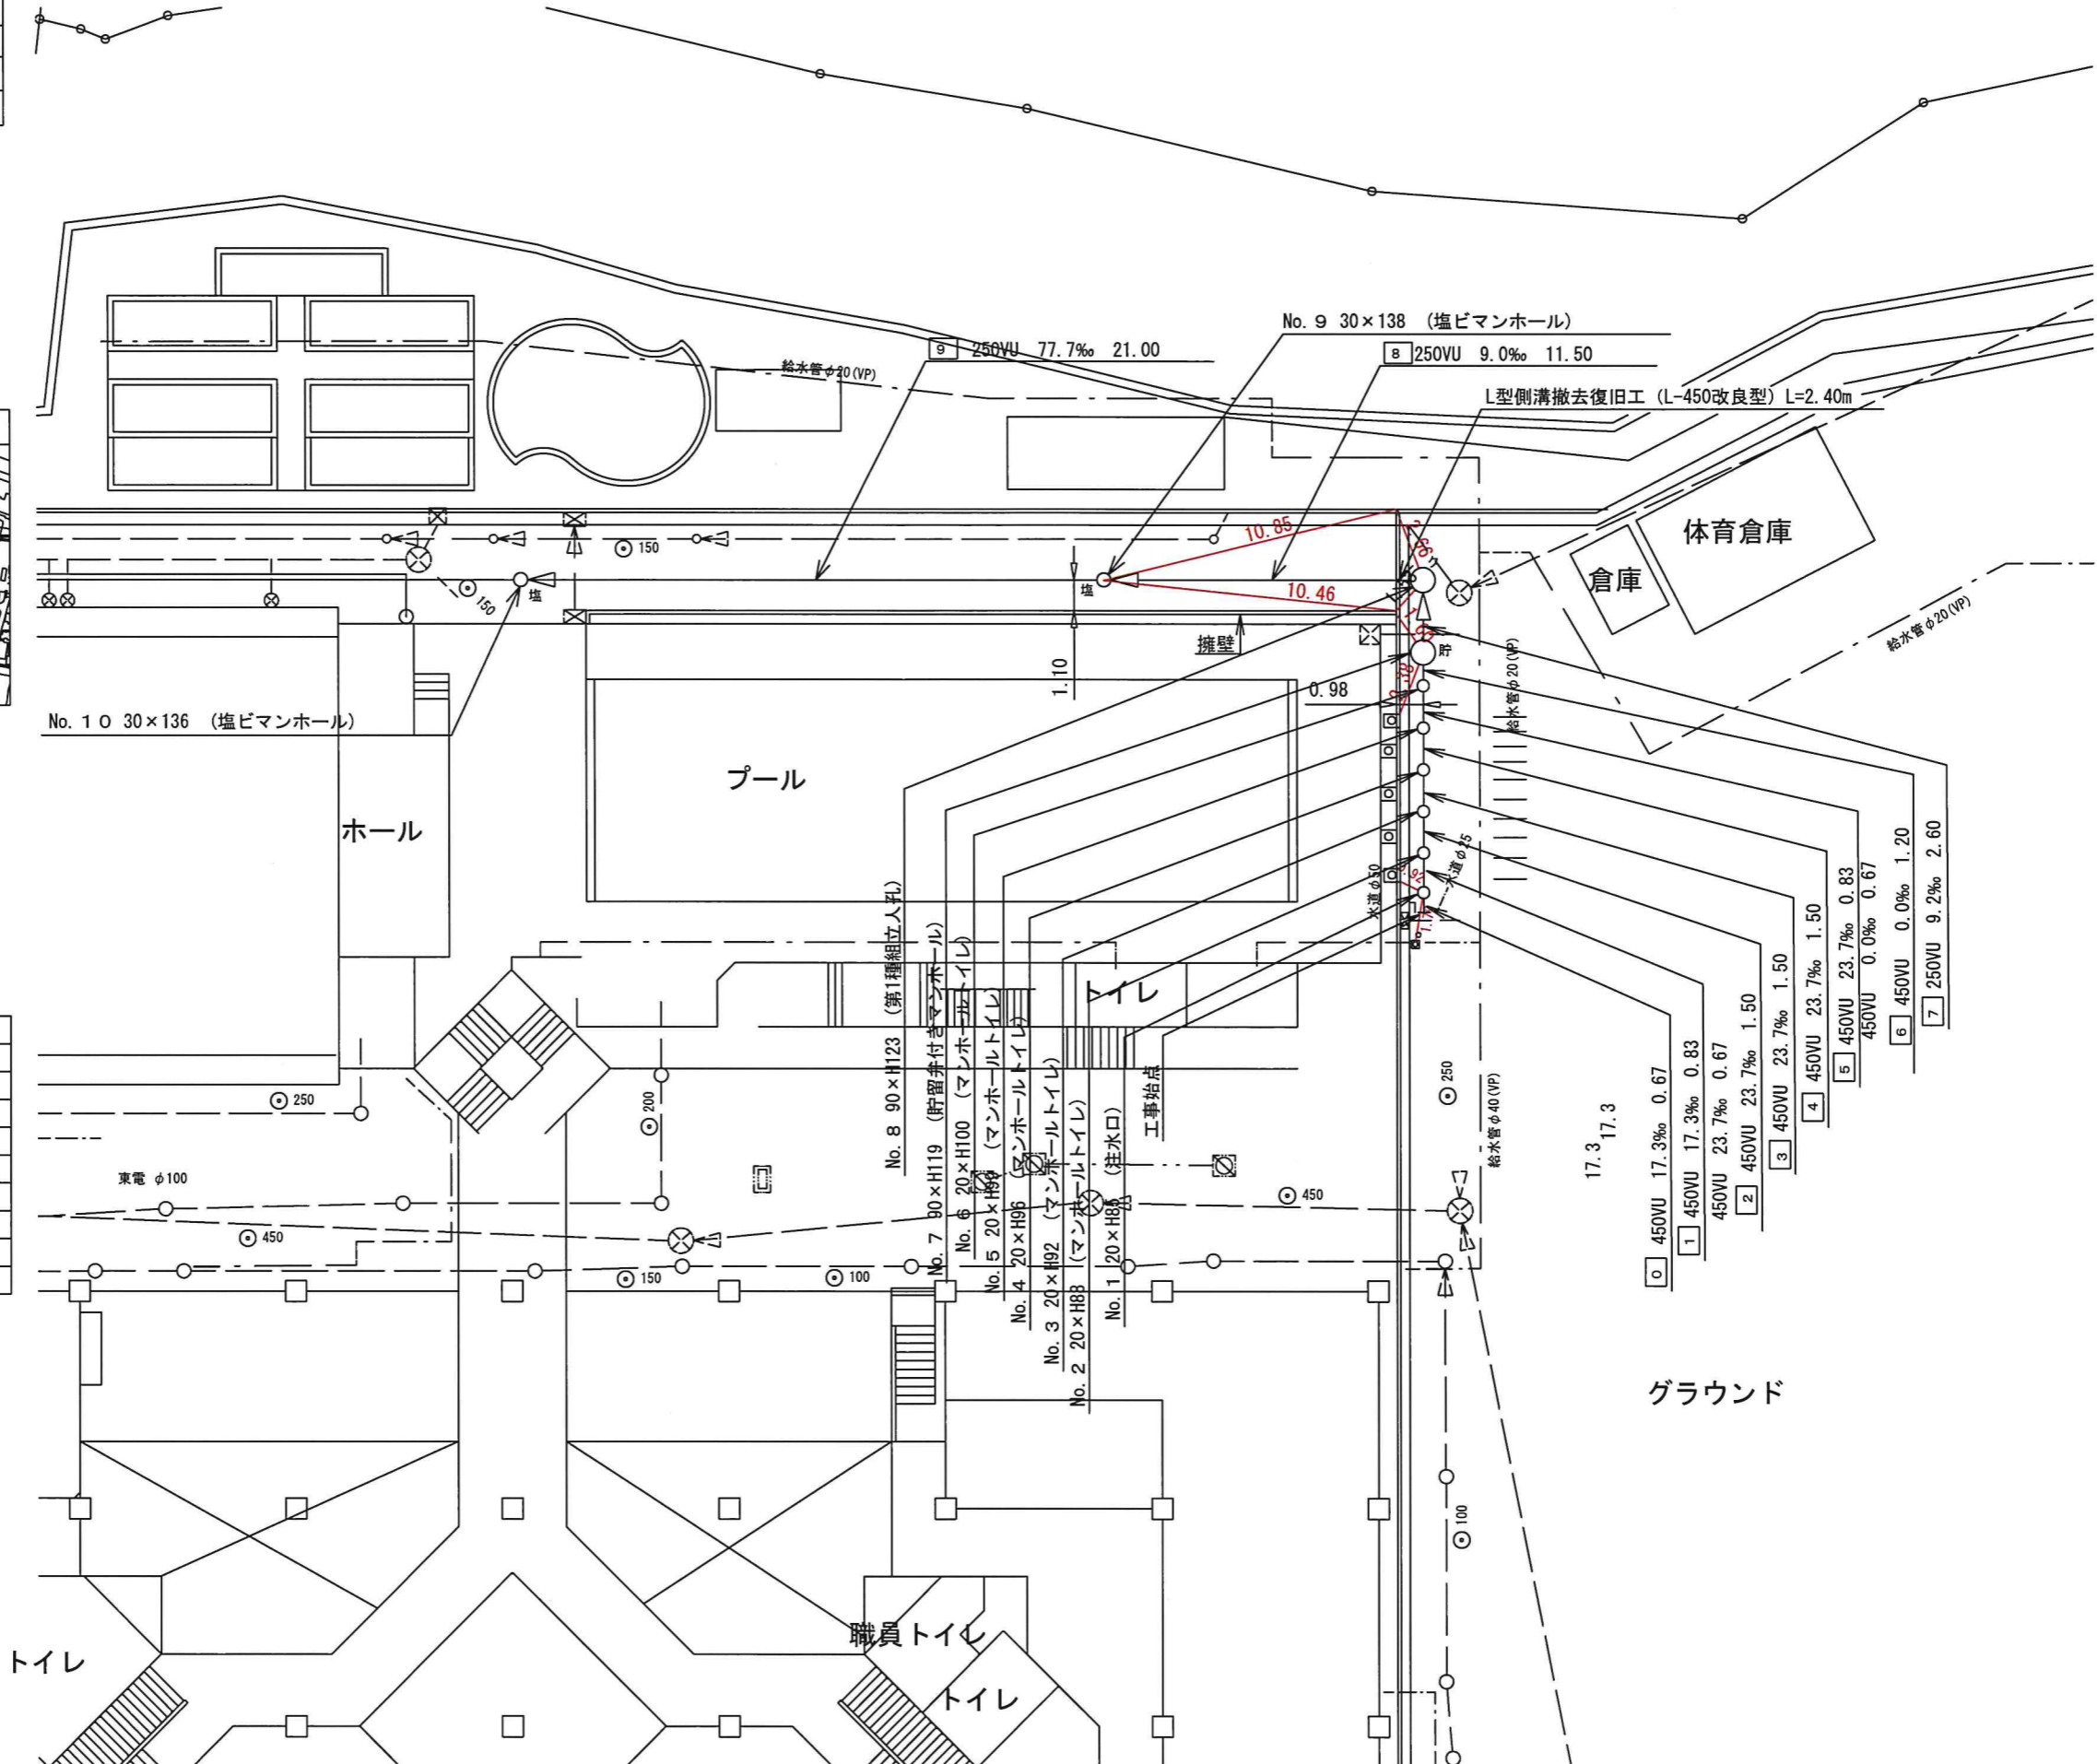 No. 9 30×138 (塩ビマンホール)
9 250VU 77.7‰ 21.00
8 250VU 9.0‰ 11.50
給水管φ20(VP)
L型側溝撤去復旧工 (L-450改良型) L=2.40m
体育倉庫
倉庫
10.85
150
150
塩
塩
10.46
擁壁
貯
1.10
0.98
給水管φ20(VP)
給水管φ20(VP)
No. 10 30×136 (塩ビマンホール)
プール
ホール
水道φ50
水道φ25
トイレ
No. 8 90×H123 (第1種組立人孔)
No. 7 90×H119 (貯留弁付きマンホール)
No. 6 20×H100 (マンホールトイレ)
No. 5 20×H99 (マンホールトイレ)
No. 4 20×H96 (マンホールトイレ)
No. 3 20×H92 (マンホールトイレ)
No. 2 20×H88 (マンホールトイレ)
No. 1 20×H85 (注水口)
工事始点
17.3
17.3
0 450VU 17.3‰ 0.67
1 450VU 17.3‰ 0.83
450VU 23.7‰ 0.67
2 450VU 23.7‰ 1.50
3 450VU 23.7‰ 1.50
4 450VU 23.7‰ 1.50
5 450VU 23.7‰ 0.83
450VU 0.0‰ 0.67
6 450VU 0.0‰ 1.20
7 250VU 9.2‰ 2.60
250
200
250
給水管φ40(VP)
東電 φ100
450
450
150
100
グラウンド
100
職員トイレ
トイレ
トイレ